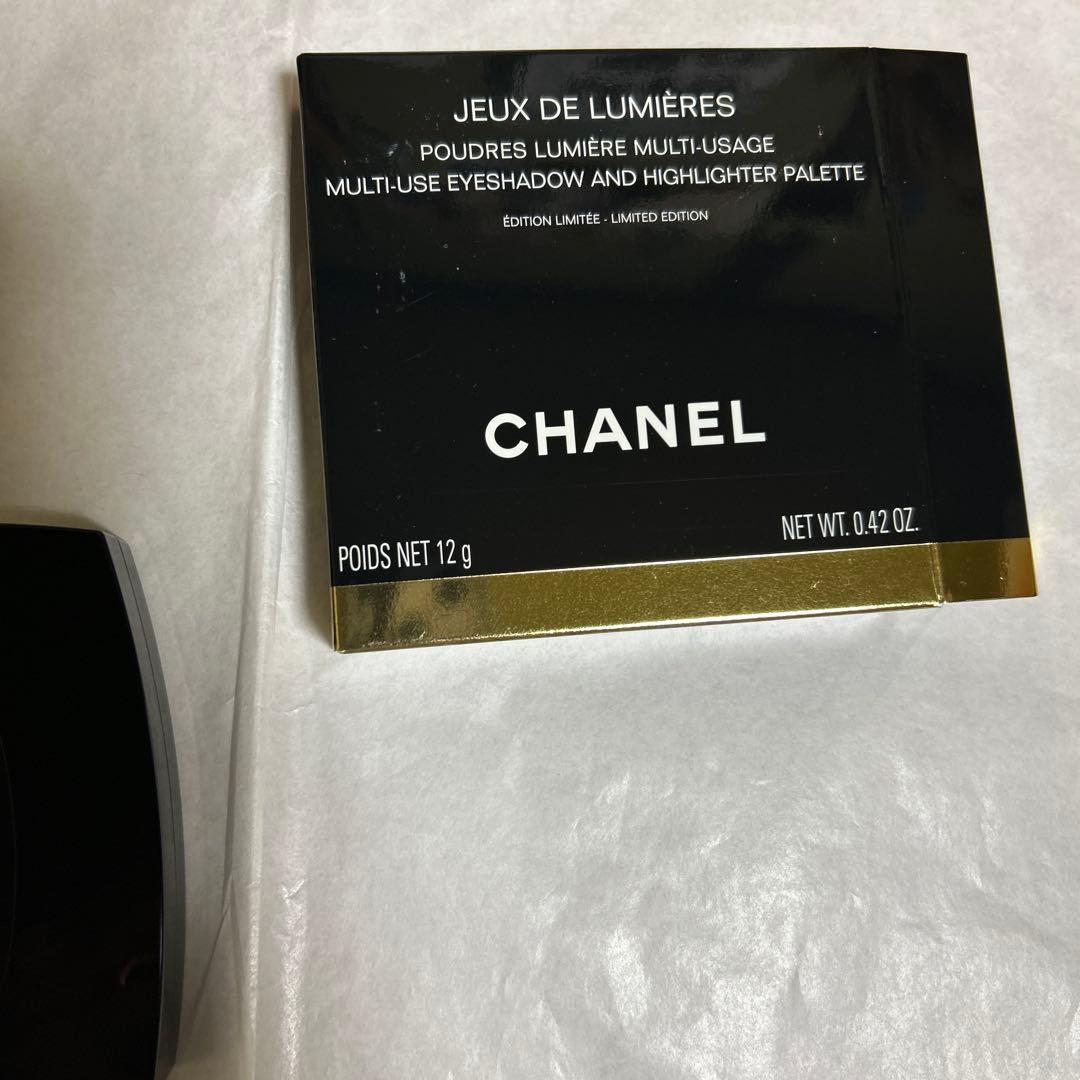 JEUX DE LUMIÈRES
POUDRES LUMIÈRE MULTI-USAGE
MULTI-USE EYESHADOW AND HIGHLIGHTER PALETTE
ÉDITION LIMITÉE - LIMITED EDITION
CHANEL
POIDS NET 12 g
NET WT. 0.42 OZ.